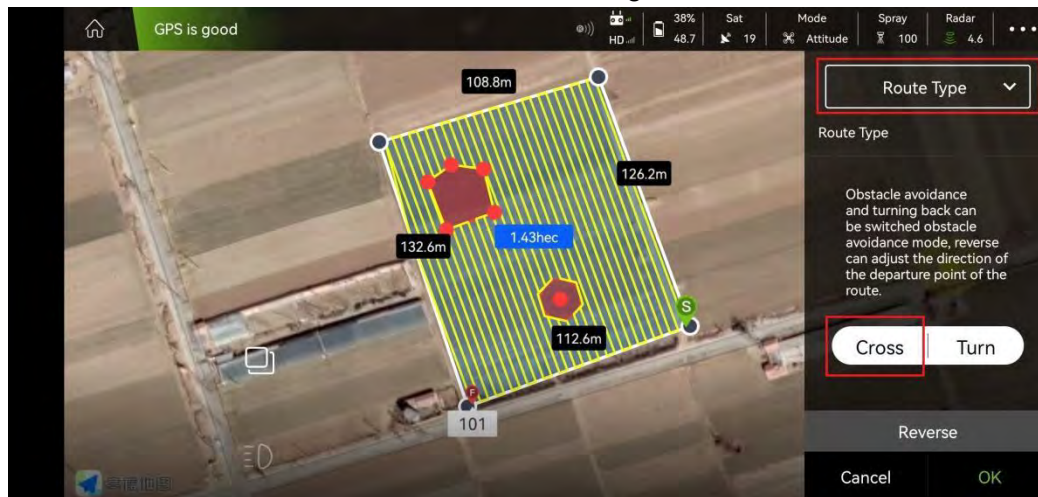 GPS is good
HD
38%
48.7
Sat
19
Mode
Attitude
Spray
100
Radar
4.6
108.8m
126.2m
132.6m
1.43hec
112.6m
S
F
101
Route Type
Route Type
Obstacle avoidance
and turning back can
be switched obstacle
avoidance mode, reverse
can adjust the direction of
the departure point of the
route.
Cross
Turn
Reverse
Cancel
OK